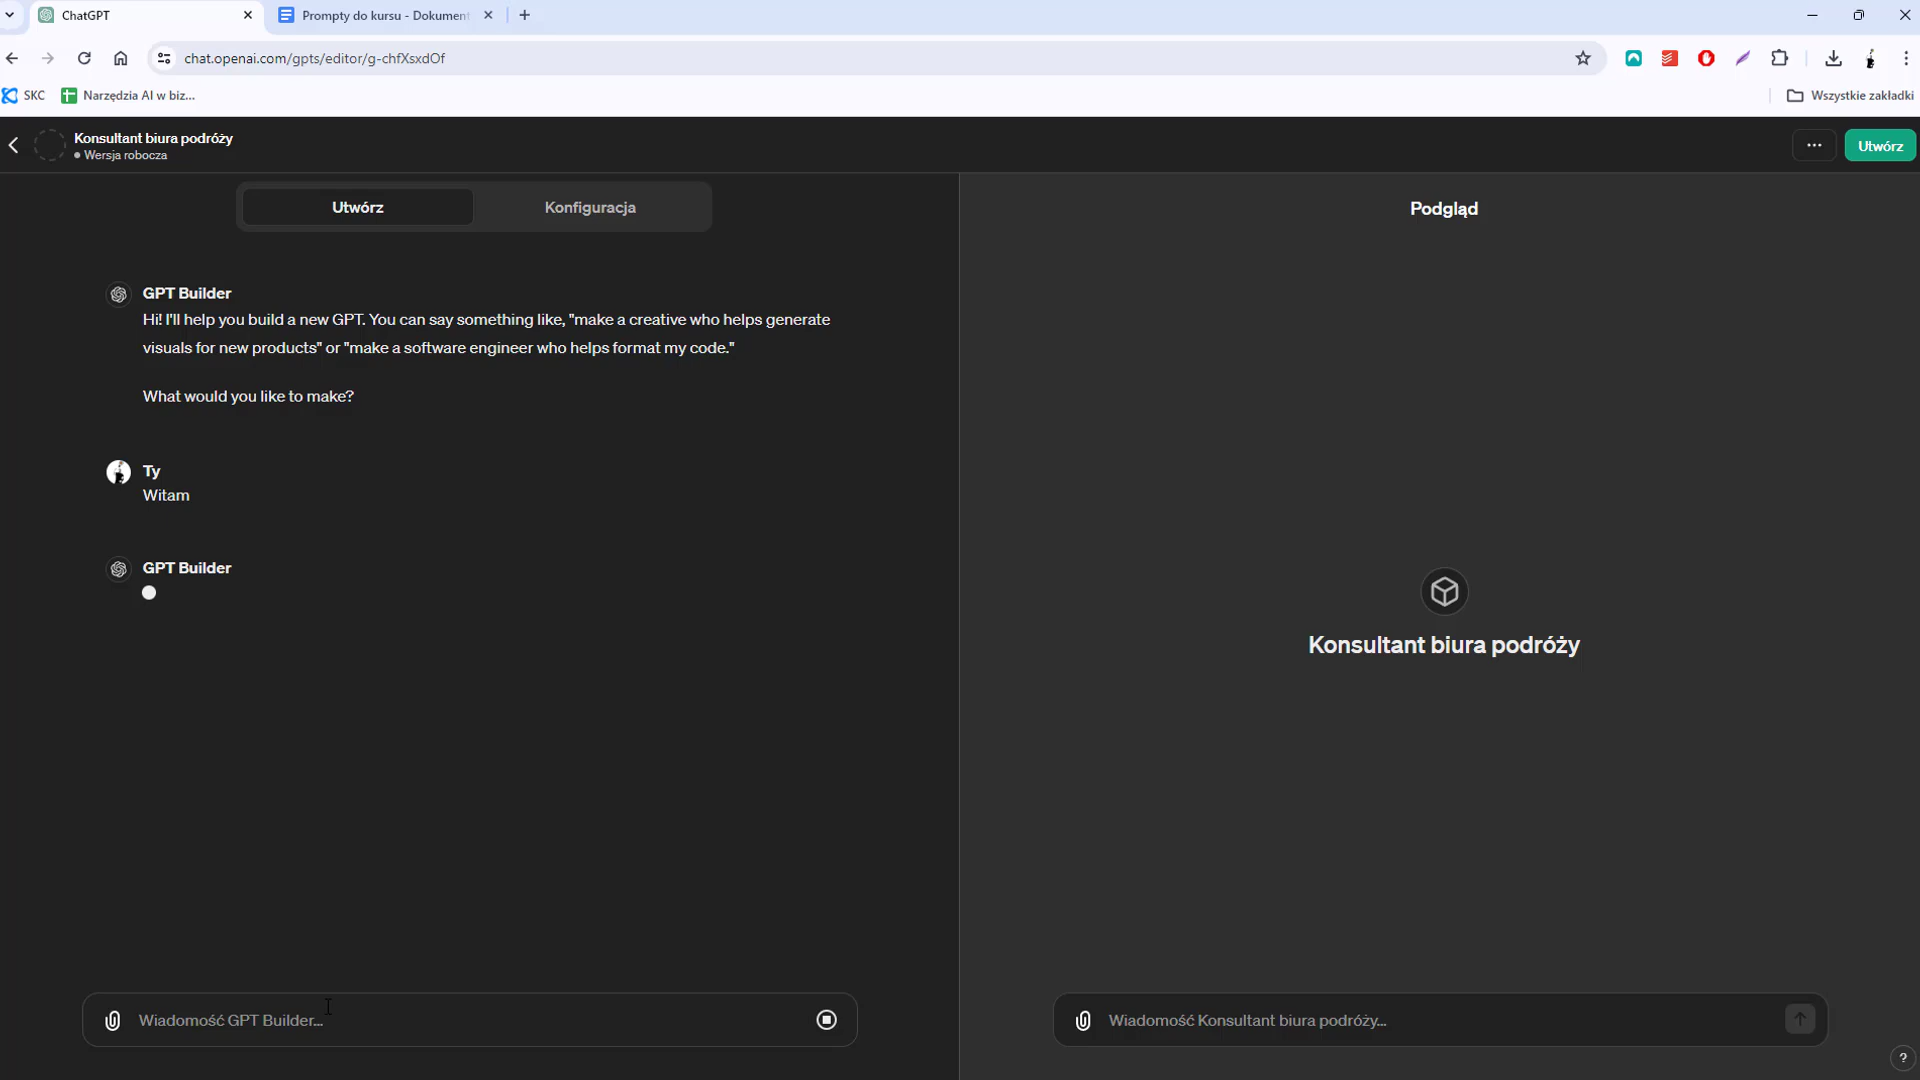 ChatGPT
Prompty do kursu - Dokument
chat.openai.com/gpts/editor/g-chfXsxdOf
SKC
Narzędzia AI w biz...
Wszystkie zakładki
Konsultant biura podróży
Wersja robocza
Utwórz
Utwórz
Konfiguracja
Podgląd
GPT Builder
Hi! I'll help you build a new GPT. You can say something like, "make a creative who helps generate
visuals for new products" or "make a software engineer who helps format my code."
What would you like to make?
Ty
Witam
GPT Builder
Konsultant biura podróży
Wiadomość GPT Builder...
Wiadomość Konsultant biura podróży...
?